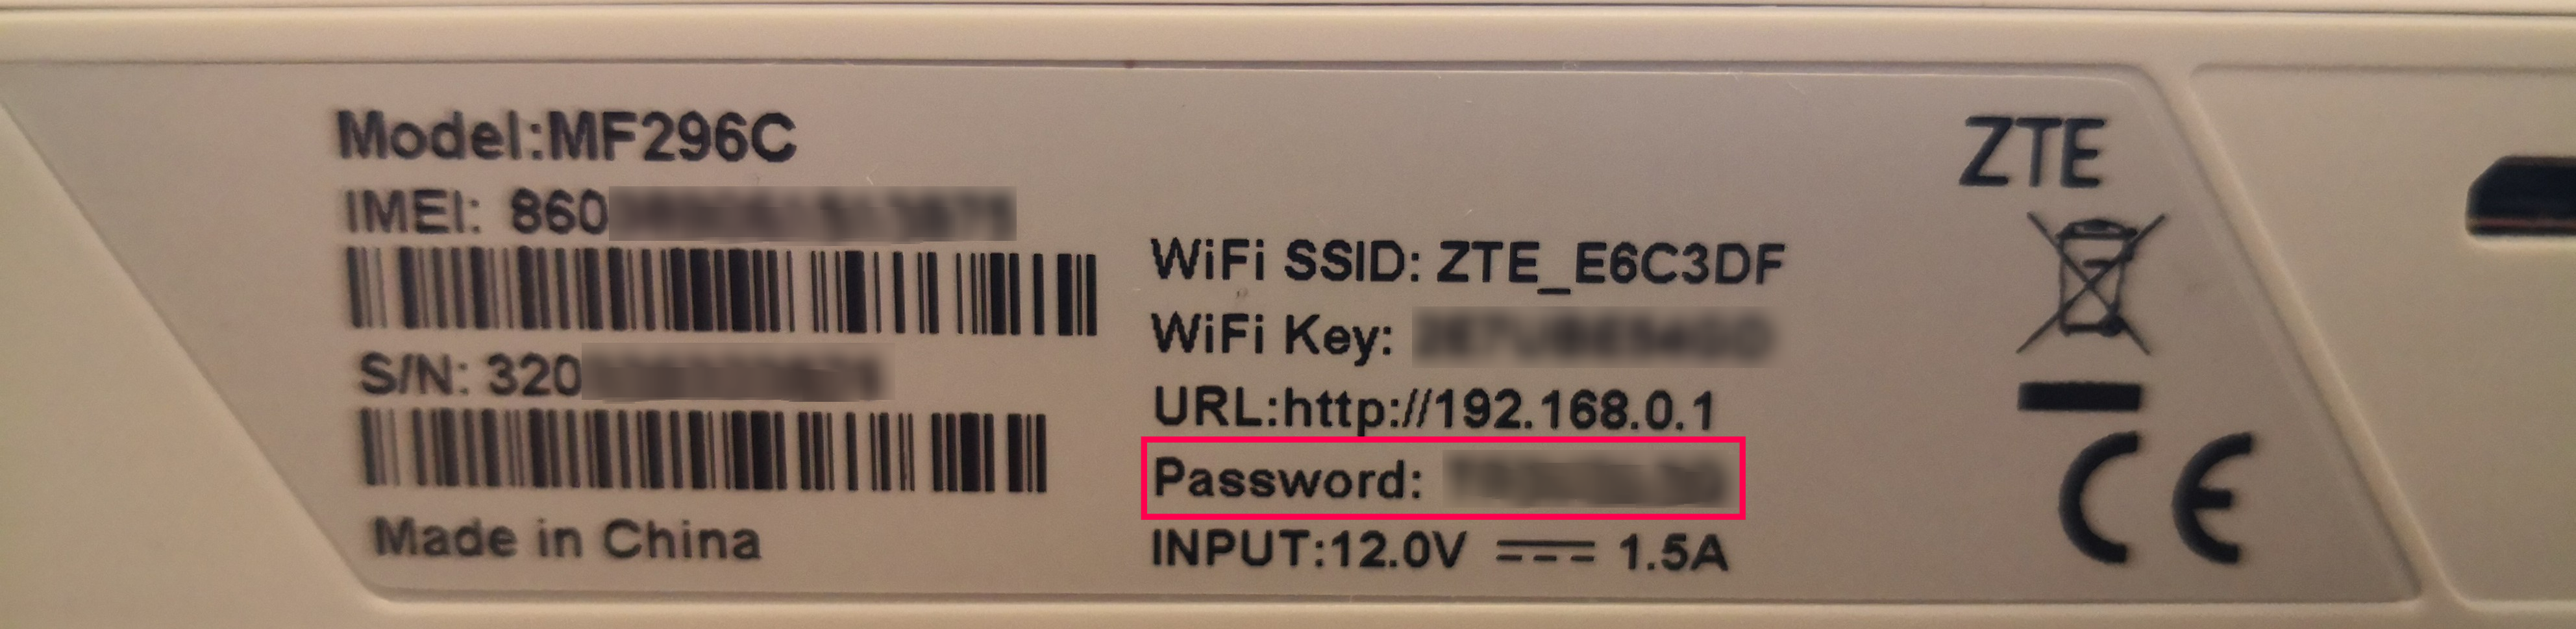 Model:MF296C
IMEI: 860
S/N: 320
Made in China
ZTE
WiFi SSID: ZTE_E6C3DF
WiFi Key:
URL:http://192.168.0.1
Password:
INPUT:12.0V ⎓ 1.5A
CE